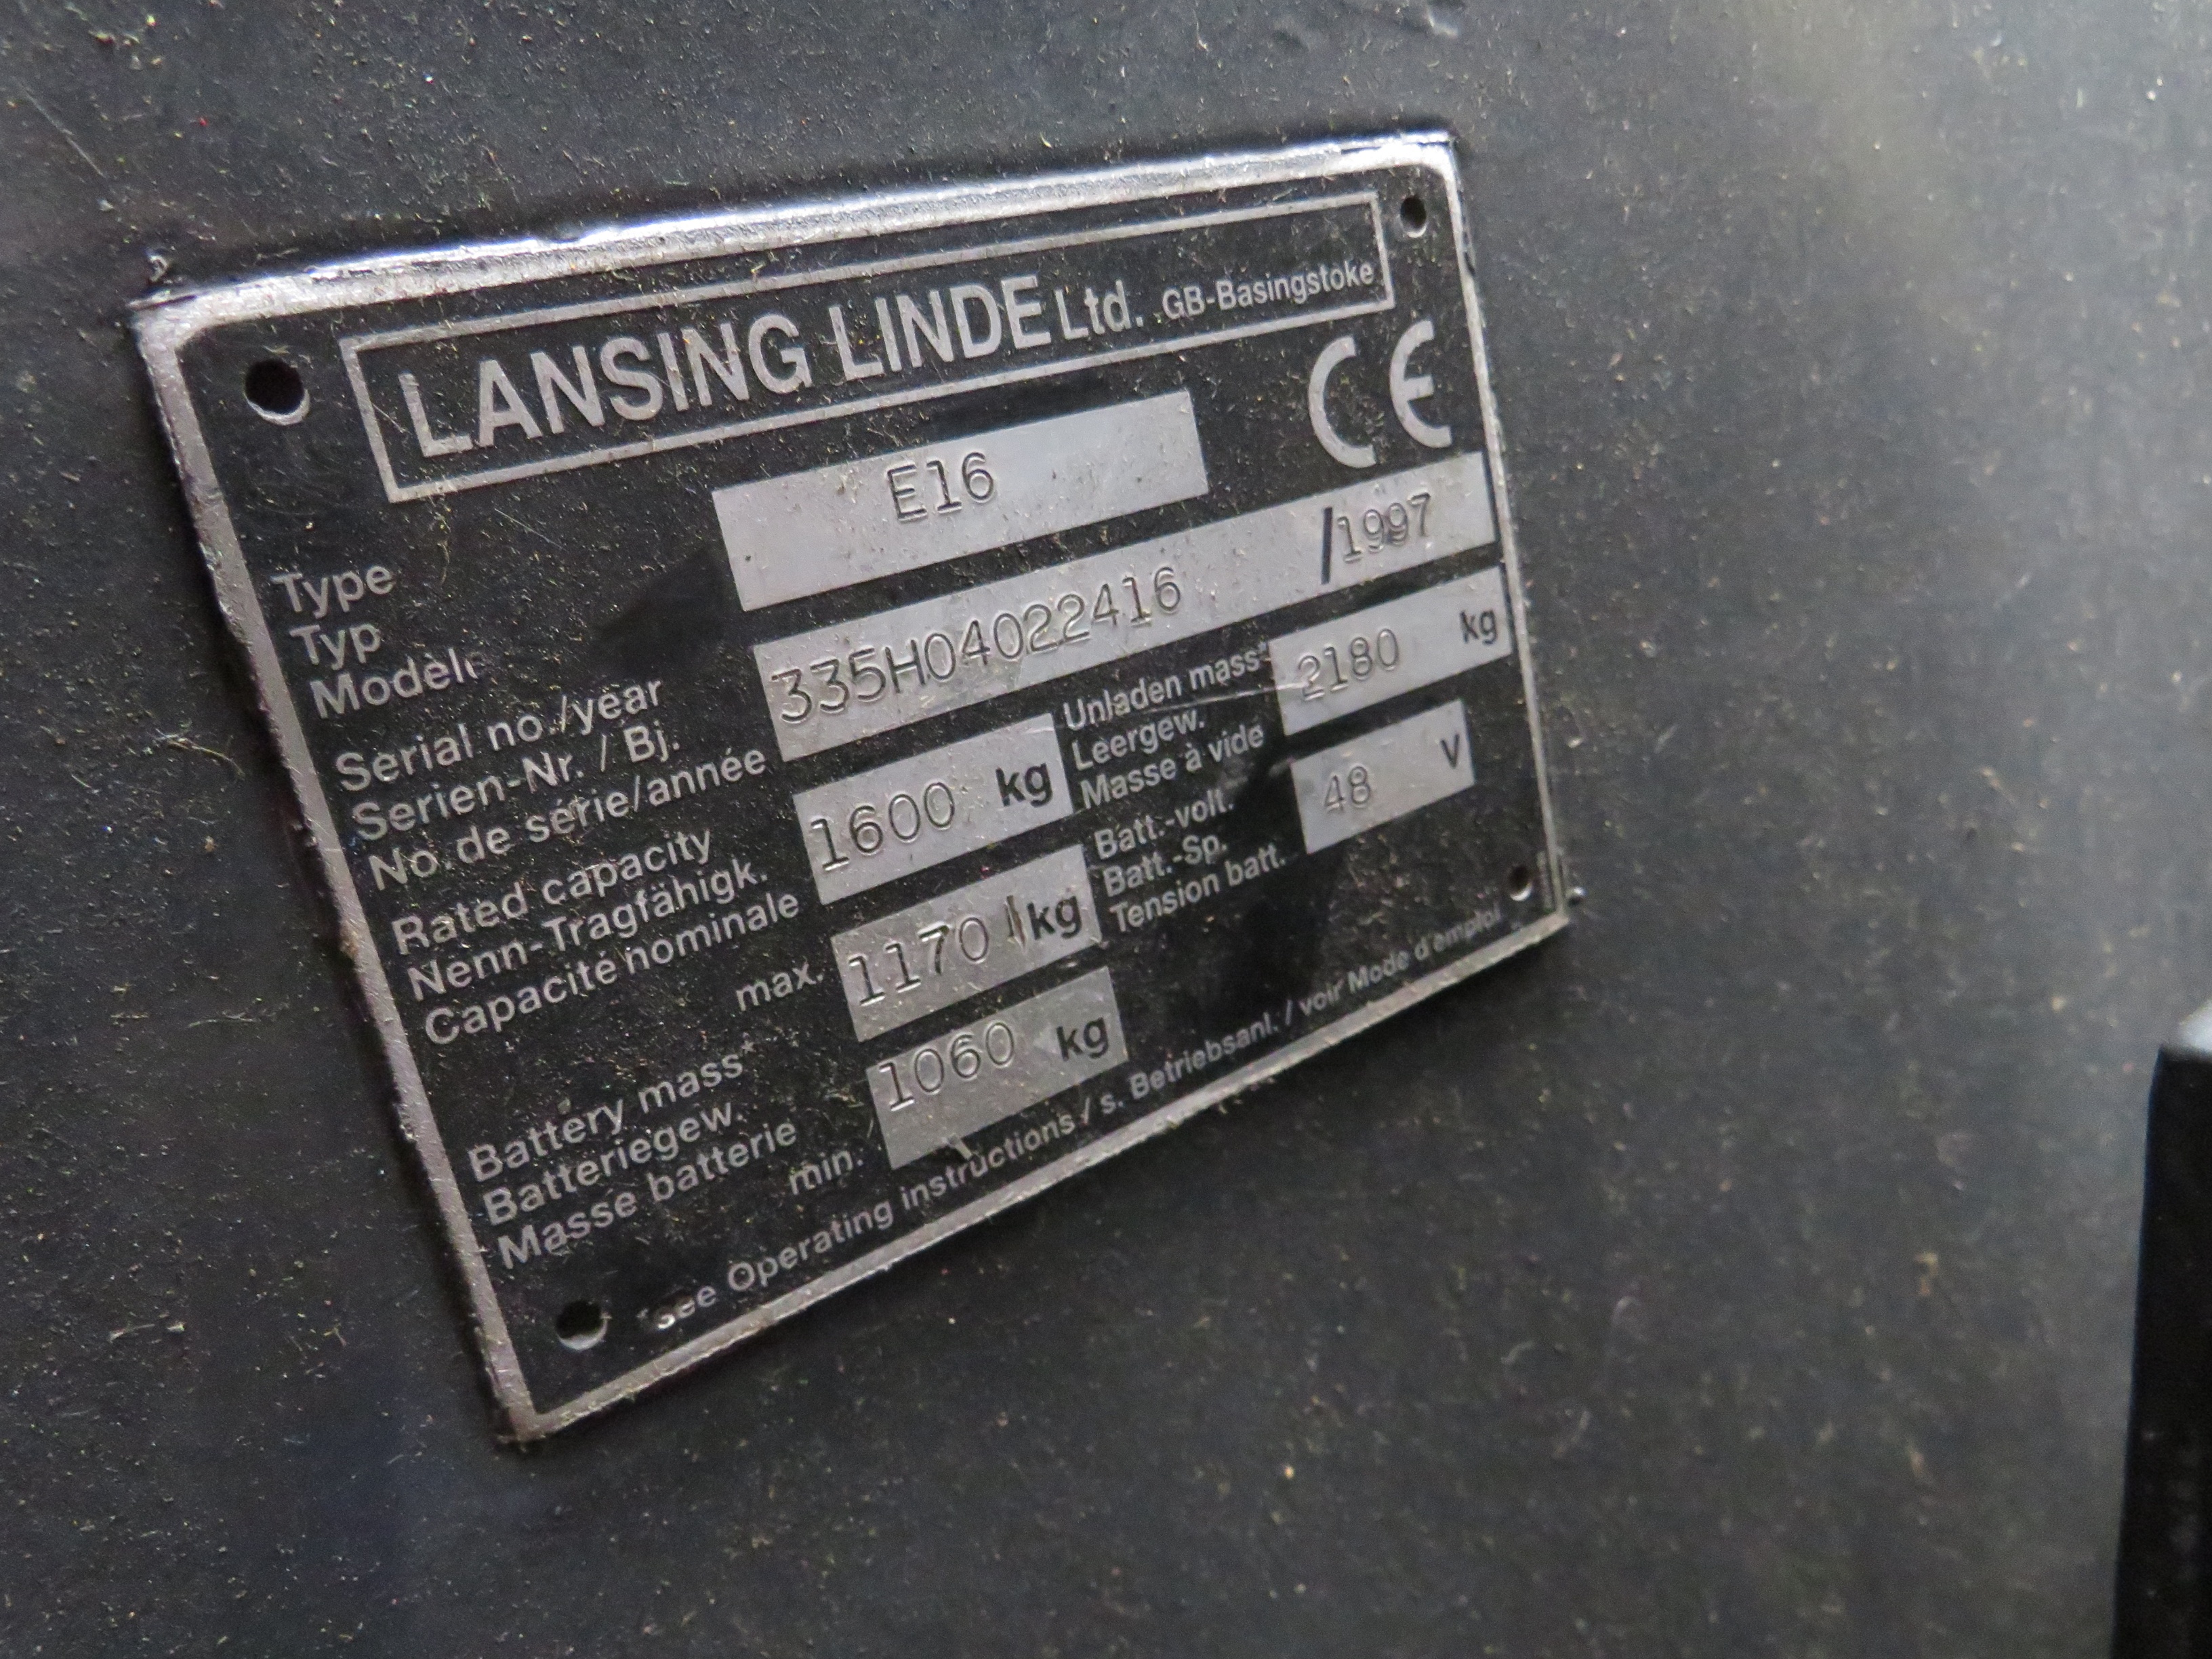 LANSING LINDE Ltd. GB-Basingstoke
CE
Type
Typ
Modèle
E16
Serial no./year
Serien-Nr. / Bj.
No. de série/année
335H04022416 /1997
Rated capacity
Nenn-Tragfähigk.
Capacité nominale
1600 kg
Unladen mass*
Leergew.
Masse à vide
2180 kg
Battery mass*
Batteriegew.
Masse batterie
max. 1170 kg
min. 1060 kg
Batt.-volt.
Batt.-Sp.
Tension batt.
48 V
*see Operating instructions / s. Betriebsanl. / voir Mode d'emploi